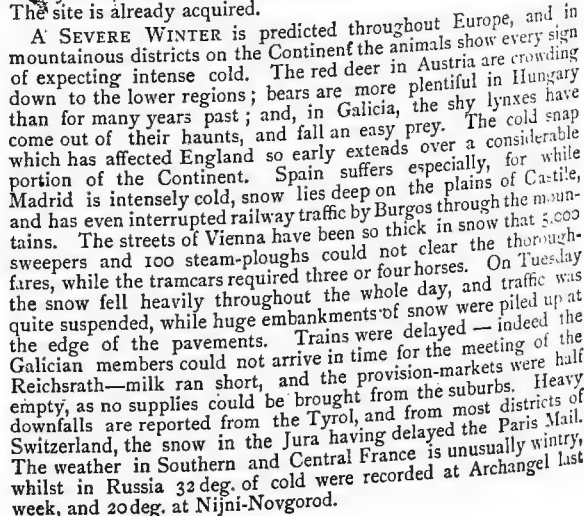 The site is already acquired.
A SEVERE WINTER is predicted throughout Europe, and in
mountainous districts on the Continent the animals show every sign
of expecting intense cold. The red deer in Austria are crowding
down to the lower regions; bears are more plentiful in Hungary
than for many years past; and, in Galicia, the shy lynxes have
come out of their haunts, and fall an easy prey. The cold snap
which has affected England so early extends over a considerable
portion of the Continent. Spain suffers especially, for while
Madrid is intensely cold, snow lies deep on the plains of Castile,
and has even interrupted railway traffic by Burgos through the moun-
tains. The streets of Vienna have been so thick in snow that 5,000
sweepers and 100 steam-ploughs could not clear the thorough-
fares, while the tramcars required three or four horses. On Tuesday
the snow fell heavily throughout the whole day, and traffic was
quite suspended, while huge embankments of snow were piled up at
the edge of the pavements. Trains were delayed — indeed the
Galician members could not arrive in time for the meeting of the
Reichsrath—milk ran short, and the provision-markets were half
empty, as no supplies could be brought from the suburbs. Heavy
downfalls are reported from the Tyrol, and from most districts of
Switzerland, the snow in the Jura having delayed the Paris Mail.
The weather in Southern and Central France is unusually wintry,
whilst in Russia 32 deg. of cold were recorded at Archangel last
week, and 20 deg. at Nijni-Novgorod.